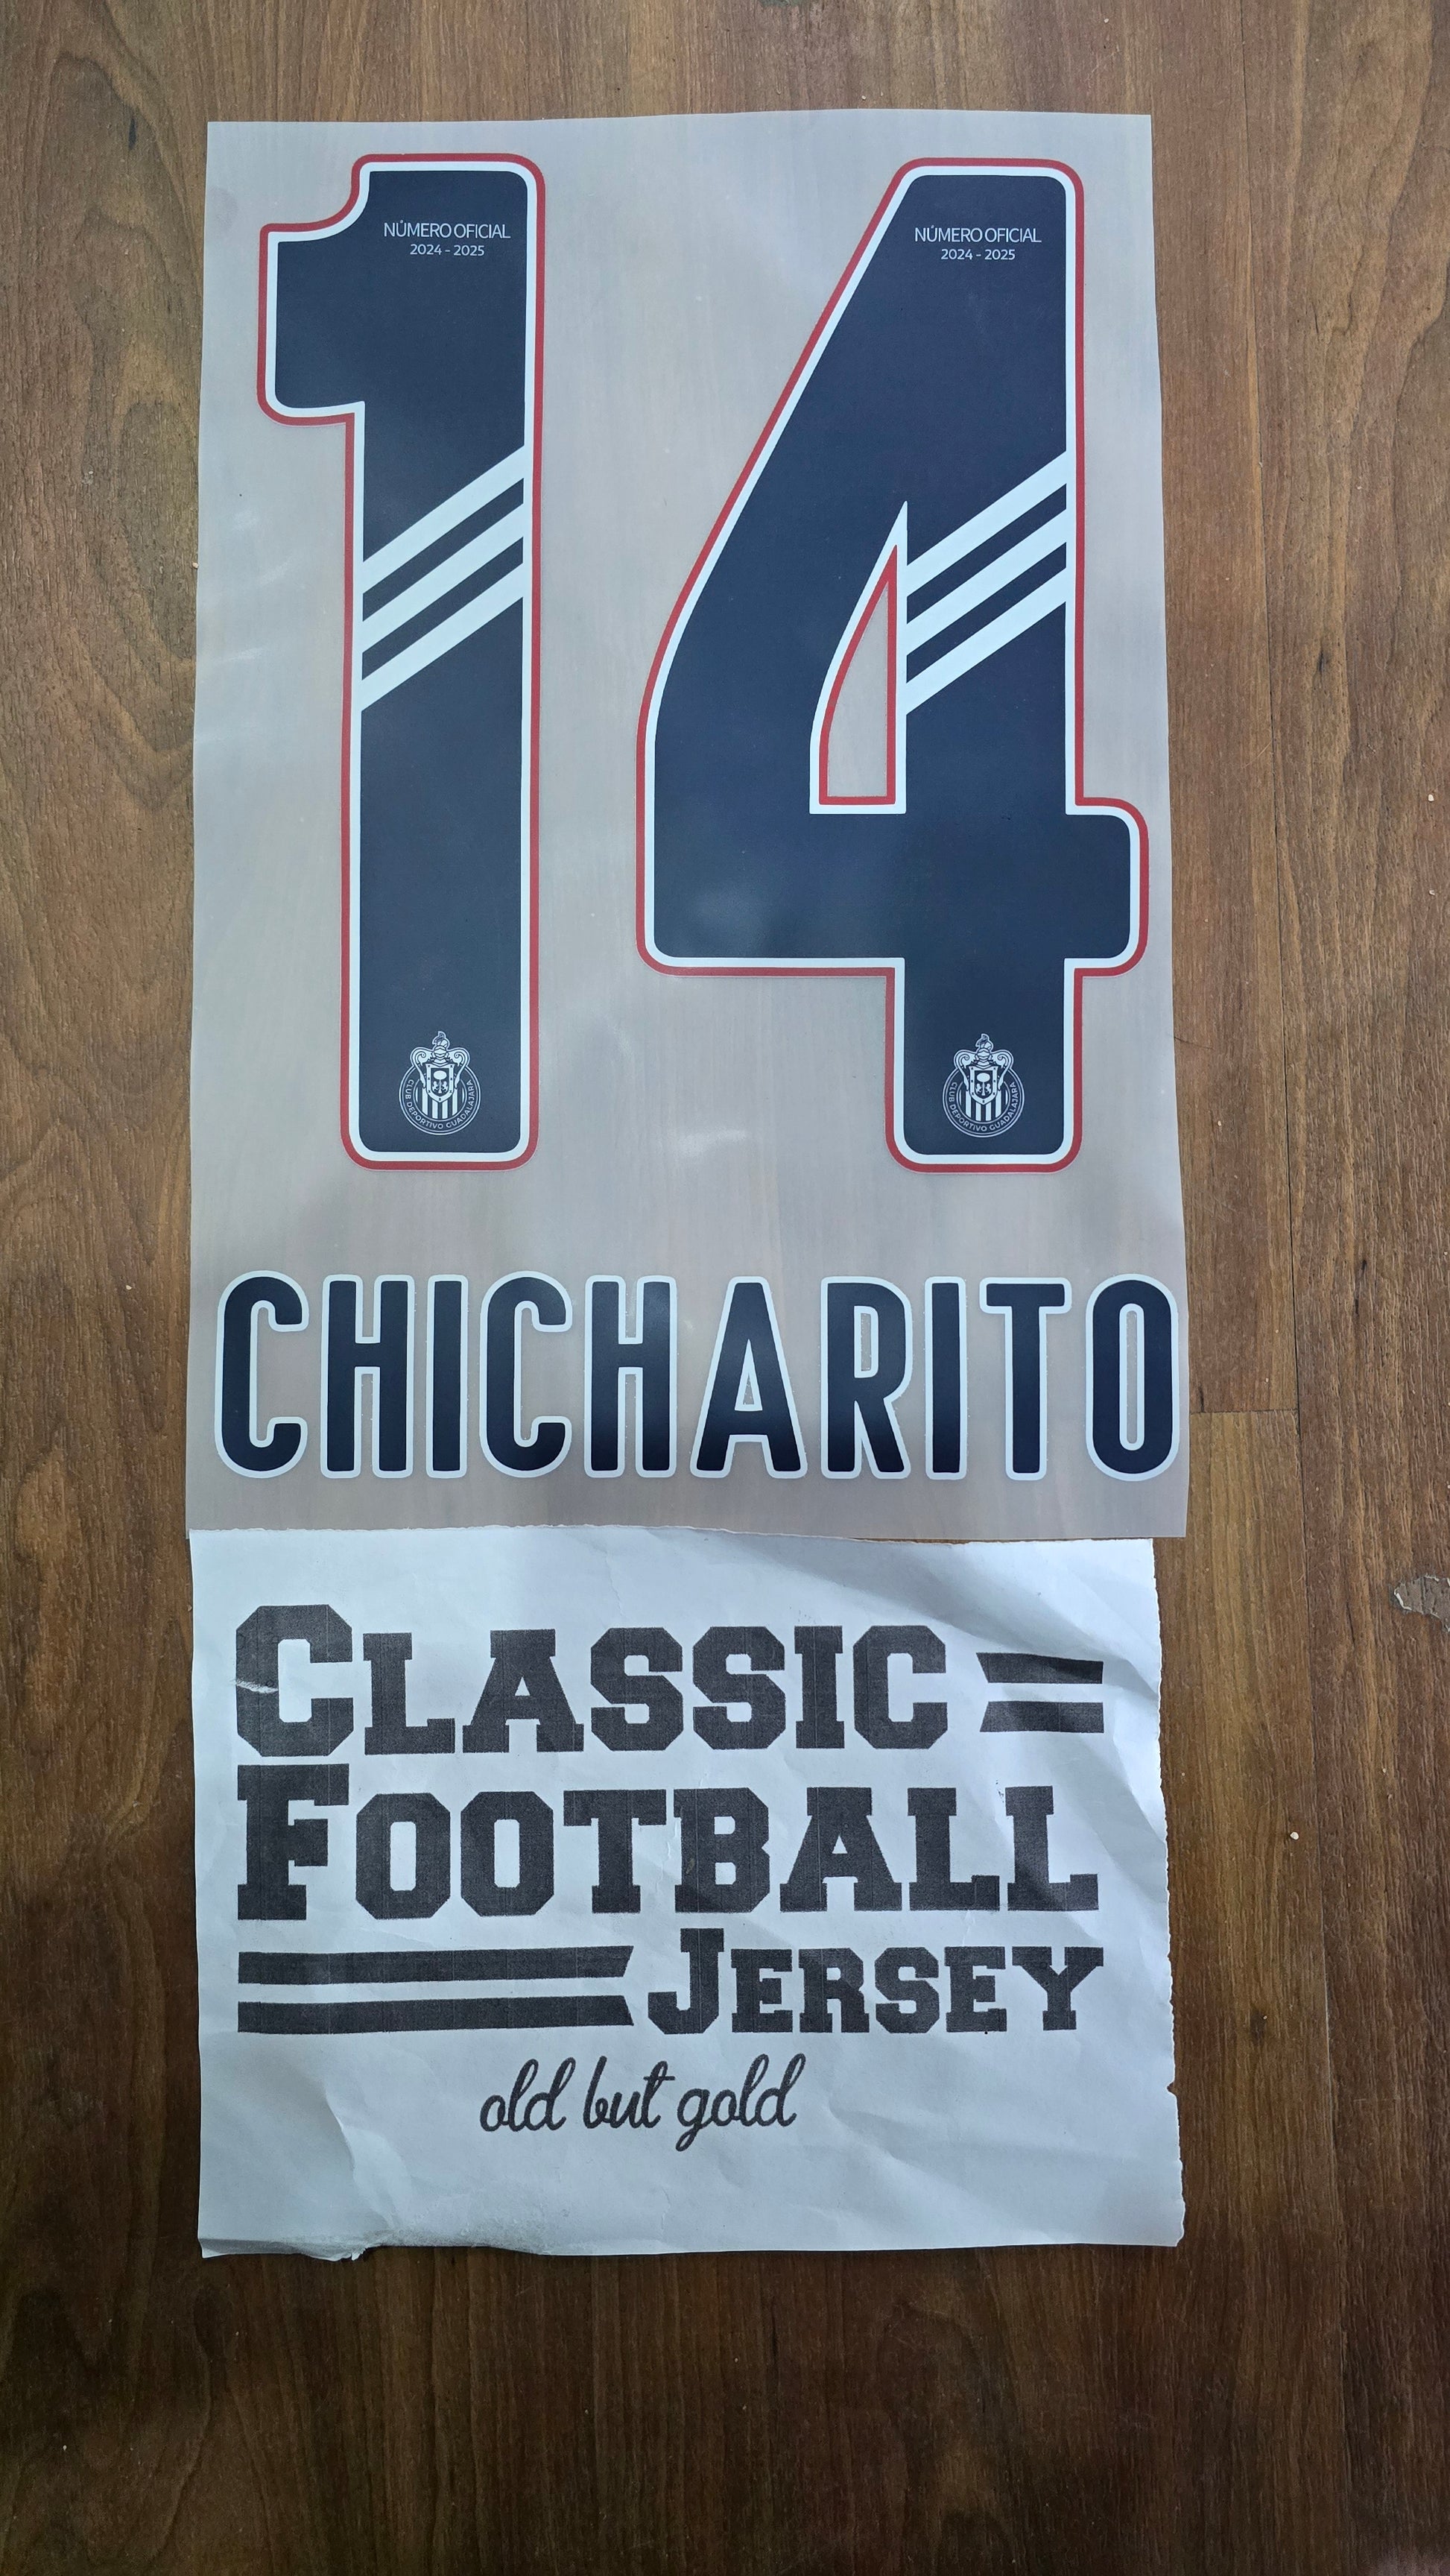 14
NÚMERO OFICIAL
2024 - 2025
NÚMERO OFICIAL
2024 - 2025
CLUB DEPORTIVO GUADALAJARA
CLUB DEPORTIVO GUADALAJARA
CHICHARITO
CLASSIC
FOOTBALL
JERSEY
old but gold